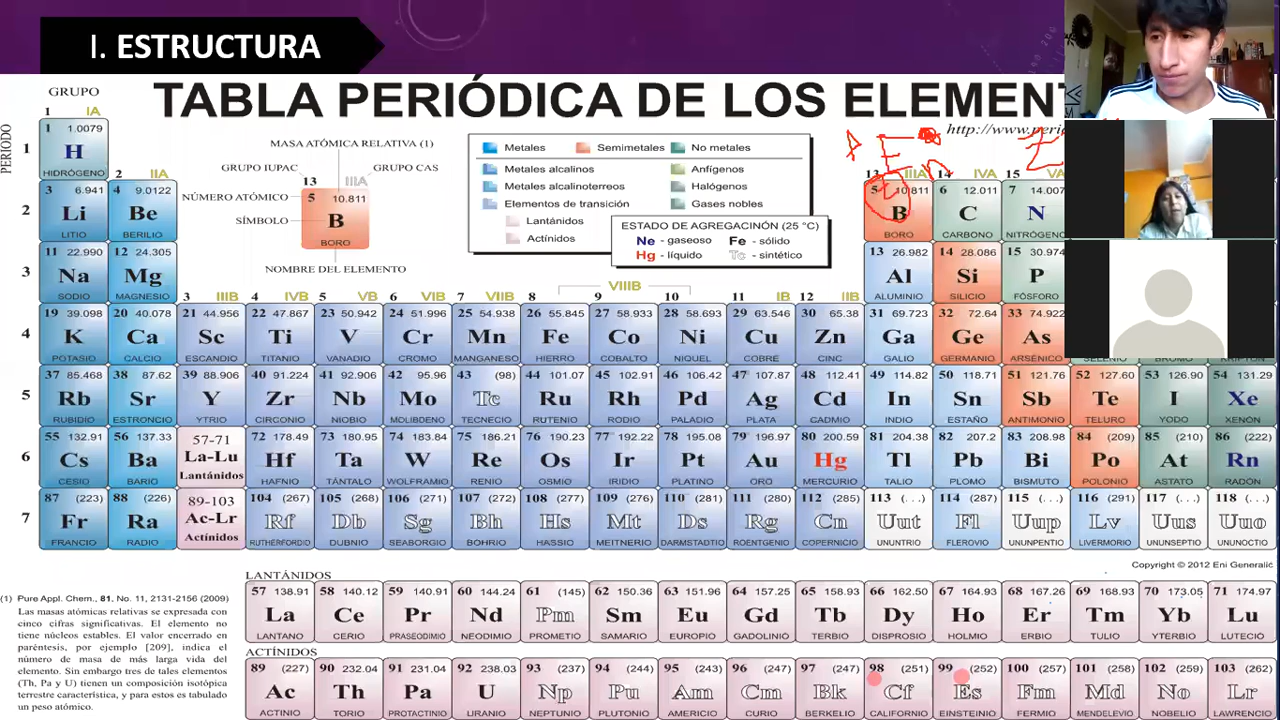 I. ESTRUCTURA
TABLA PERIÓDICA DE LOS ELEMEN
http://www.peri
GRUPO
PERIODO
1 IA
2 IIA
3 IIIB
4 IVB
5 VB
6 VIB
7 VIIB
8 9 10
VIIIB
11 IB
12 IIB
13 IIIA
14 IVA
15 VA
MASA ATÓMICA RELATIVA (1)
GRUPO IUPAC
GRUPO CAS
13 IIIA
NÚMERO ATÓMICO
5 10.811
SÍMBOLO
B
BORO
NOMBRE DEL ELEMENTO
Metales
Semimetales
No metales
Metales alcalinos
Anfígenos
Metales alcalinoterreos
Halógenos
Elementos de transición
Gases nobles
Lantánidos
Actínidos
ESTADO DE AGREGACINÓN (25 °C)
Ne - gaseoso
Fe - sólido
Hg - líquido
Tc - sintético
1
1 1.0079 H HIDRÓGENO
2
3 6.941 Li LITIO
4 9.0122 Be BERILIO
5 10.811 B BORO
6 12.011 C CARBONO
7 14.007 N NITRÓGENO
3
11 22.990 Na SODIO
12 24.305 Mg MAGNESIO
13 26.982 Al ALUMINIO
14 28.086 Si SILICIO
15 30.974 P FÓSFORO
4
19 39.098 K POTASIO
20 40.078 Ca CALCIO
21 44.956 Sc ESCANDIO
22 47.867 Ti TITANIO
23 50.942 V VANADIO
24 51.996 Cr CROMO
25 54.938 Mn MANGANESO
26 55.845 Fe HIERRO
27 58.933 Co COBALTO
28 58.693 Ni NIQUEL
29 63.546 Cu COBRE
30 65.38 Zn CINC
31 69.723 Ga GALIO
32 72.64 Ge GERMANIO
33 74.922 As ARSÉNICO
SELENIO
BROMO
KRIPTÓN
5
37 85.468 Rb RUBIDIO
38 87.62 Sr ESTRONCIO
39 88.906 Y YTRIO
40 91.224 Zr CIRCONIO
41 92.906 Nb NIOBIO
42 95.96 Mo MOLIBDENO
43 (98) Tc TECNECIO
44 101.07 Ru RUTENIO
45 102.91 Rh RODIO
46 106.42 Pd PALADIO
47 107.87 Ag PLATA
48 112.41 Cd CADMIO
49 114.82 In INDIO
50 118.71 Sn ESTAÑO
51 121.76 Sb ANTIMONIO
52 127.60 Te TELURO
53 126.90 I YODO
54 131.29 Xe XENÓN
6
55 132.91 Cs CESIO
56 137.33 Ba BARIO
57-71 La-Lu Lantánidos
72 178.49 Hf HAFNIO
73 180.95 Ta TÁNTALO
74 183.84 W WOLFRAMIO
75 186.21 Re RENIO
76 190.23 Os OSMIO
77 192.22 Ir IRIDIO
78 195.08 Pt PLATINO
79 196.97 Au ORO
80 200.59 Hg MERCURIO
81 204.38 Tl TALIO
82 207.2 Pb PLOMO
83 208.98 Bi BISMUTO
84 (209) Po POLONIO
85 (210) At ASTATO
86 (222) Rn RADÓN
7
87 (223) Fr FRANCIO
88 (226) Ra RADIO
89-103 Ac-Lr Actínidos
104 (267) Rf RUTHERFORDIO
105 (268) Db DUBNIO
106 (271) Sg SEABORGIO
107 (272) Bh BOHRIO
108 (277) Hs HASSIO
109 (276) Mt MEITNERIO
110 (281) Ds DARMSTADTIO
111 (280) Rg ROENTGENIO
112 (285) Cn COPERNICIO
113 (...) Uut UNUNTRIO
114 (287) Fl FLEROVIO
115 (...) Uup UNUNPENTIO
116 (291) Lv LIVERMORIO
117 (...) Uus UNUNSEPTIO
118 (...) Uuo UNUNOCTIO
Copyright © 2012 Eni Generalić
LANTÁNIDOS
57 138.91 La LANTANO
58 140.12 Ce CERIO
59 140.91 Pr PRASEODIMIO
60 144.24 Nd NEODIMIO
61 (145) Pm PROMETIO
62 150.36 Sm SAMARIO
63 151.96 Eu EUROPIO
64 157.25 Gd GADOLINIO
65 158.93 Tb TERBIO
66 162.50 Dy DISPROSIO
67 164.93 Ho HOLMIO
68 167.26 Er ERBIO
69 168.93 Tm TULIO
70 173.05 Yb YTERBIO
71 174.97 Lu LUTECIO
ACTÍNIDOS
89 (227) Ac ACTINIO
90 232.04 Th TORIO
91 231.04 Pa PROTACTINIO
92 238.03 U URANIO
93 (237) Np NEPTUNIO
94 (244) Pu PLUTONIO
95 (243) Am AMERICIO
96 (247) Cm CURIO
97 (247) Bk BERKELIO
98 (251) Cf CALIFORNIO
99 (252) Es EINSTEINIO
100 (257) Fm FERMIO
101 (258) Md MENDELEVIO
102 (259) No NOBELIO
103 (262) Lr LAWRENCIO
(1) Pure Appl. Chem., 81, No. 11, 2131-2156 (2009)
Las masas atómicas relativas se expresada con
cinco cifras significativas. El elemento no
tiene núcleos estables. El valor encerrado en
paréntesis, por ejemplo [209], indica el
número de masa de más larga vida del
elemento. Sin embargo tres de tales elementos
(Th, Pa y U) tienen un composición isotópica
terrestre característica, y para estos es tabulado
un peso atómico.